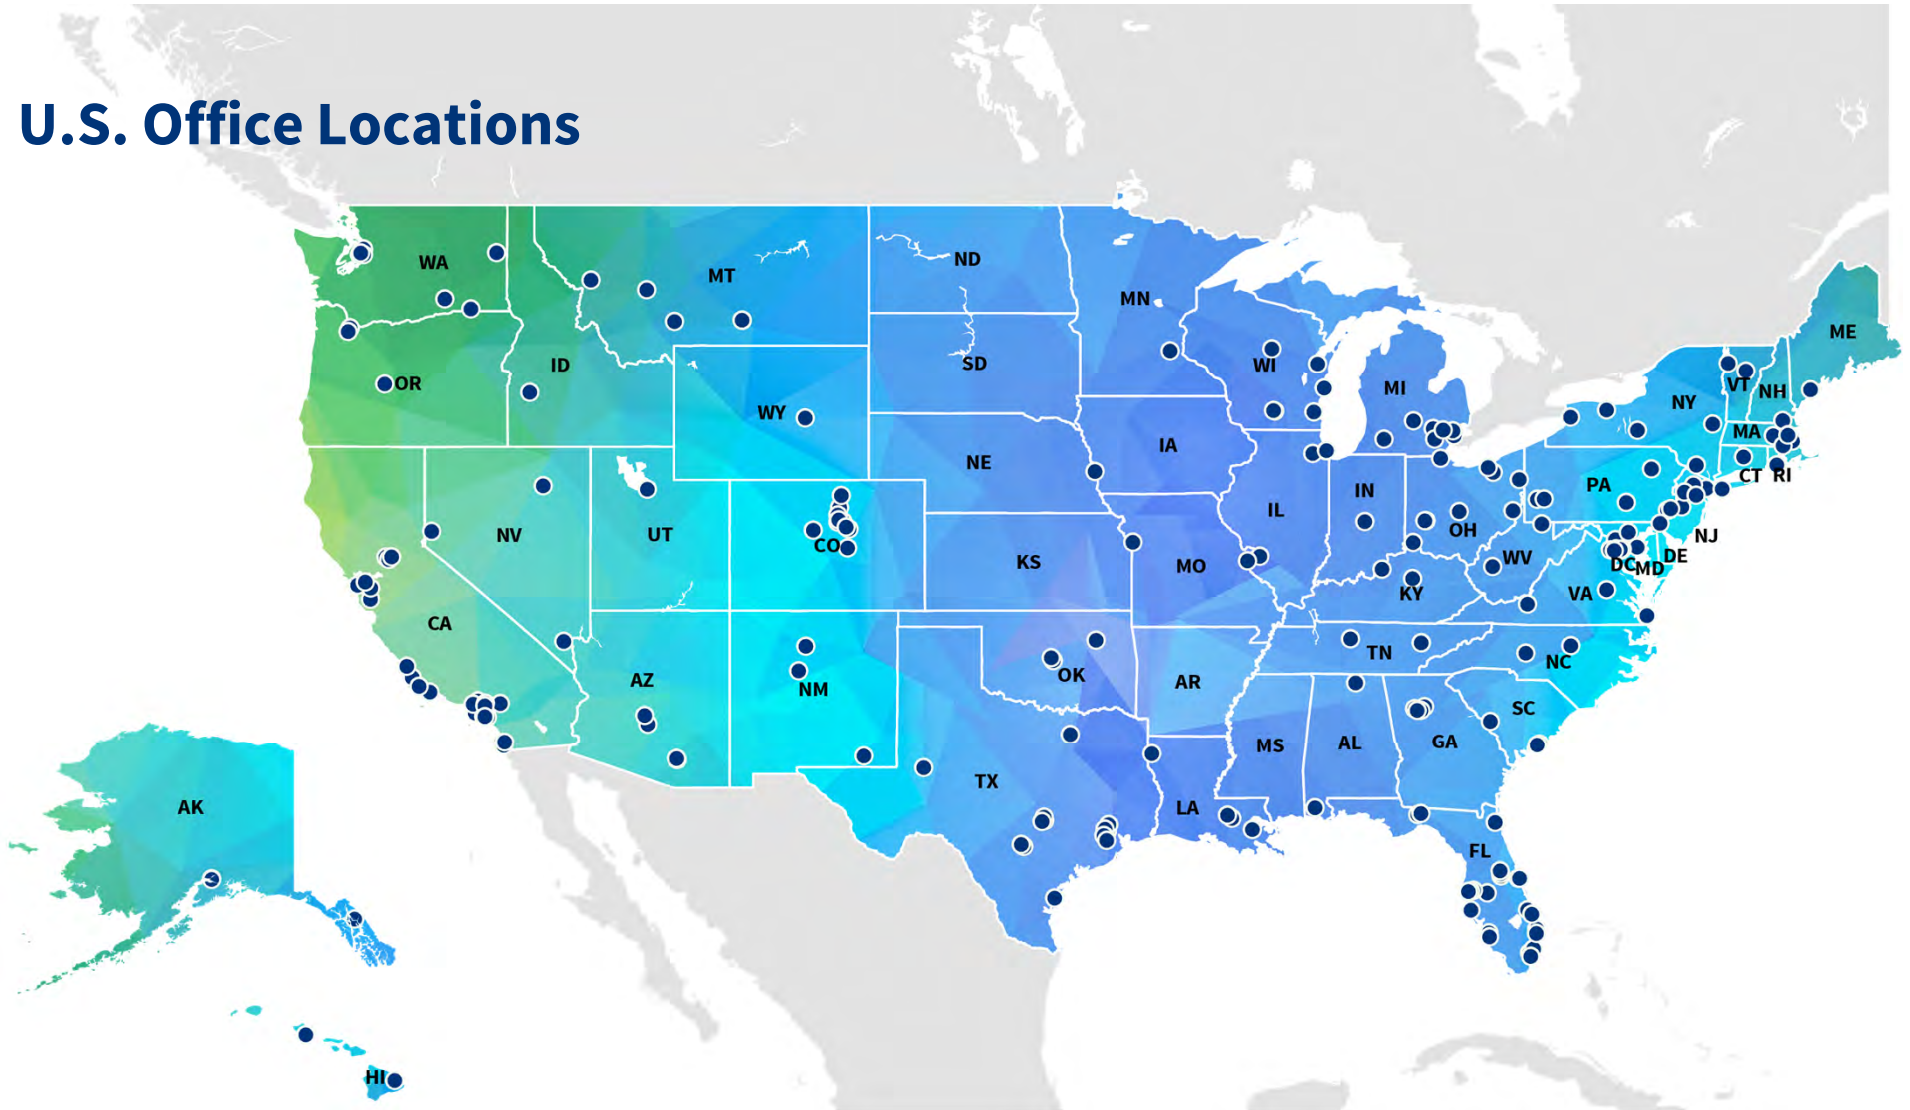 U.S. Office Locations
WA
MT
ND
MN
ME
OR
ID
SD
WI
MI
VT
NH
NY
WY
MA
IA
NE
CT
RI
PA
IN
IL
OH
NV
UT
CO
KS
MO
WV
NJ
DE
DC
MD
KY
VA
CA
TN
NC
AZ
NM
OK
AR
SC
MS
AL
GA
TX
AK
LA
FL
HI